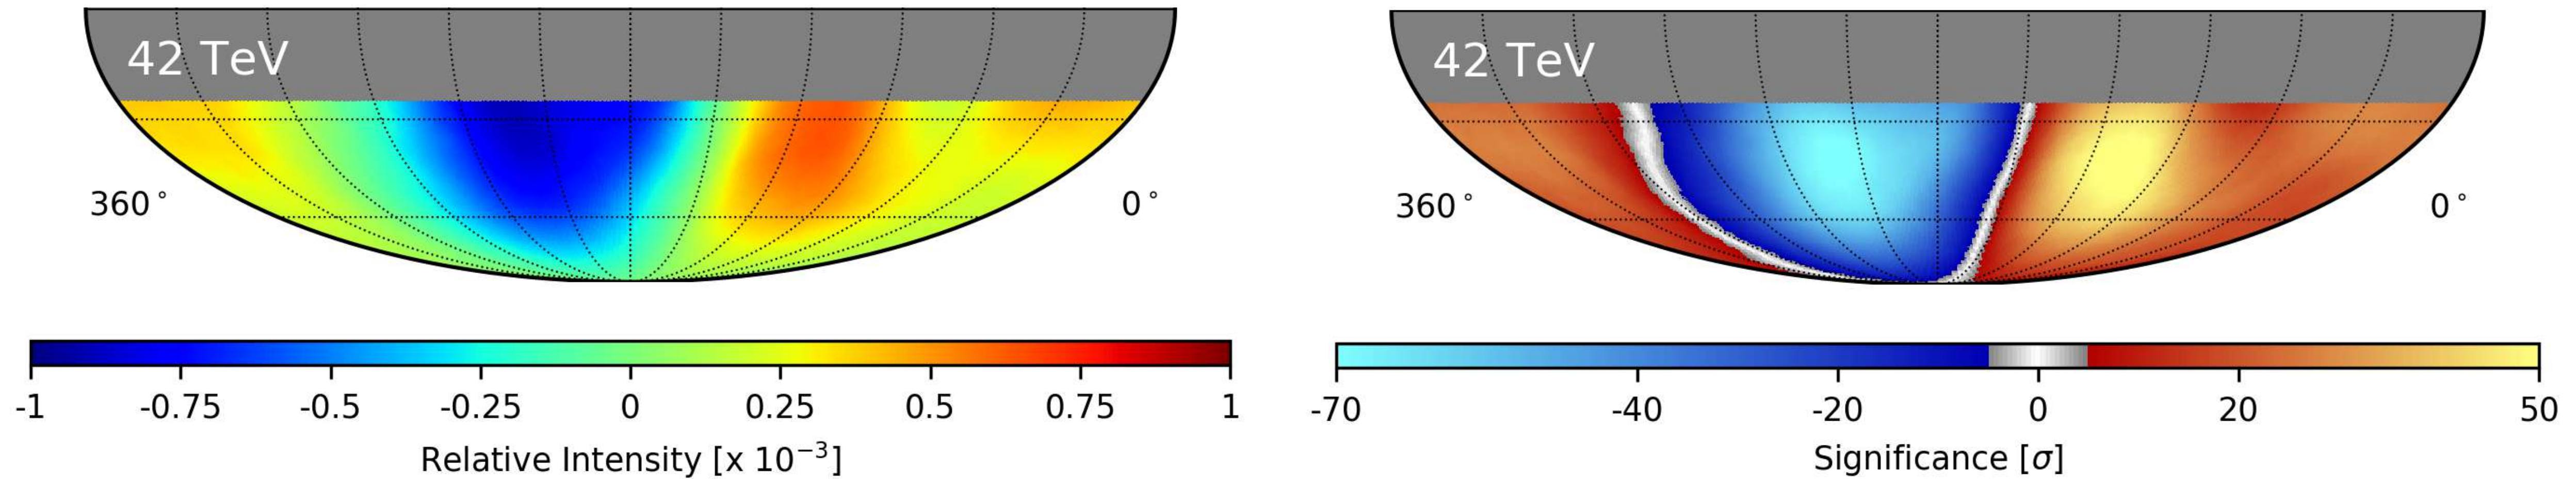 42 TeV
360°
0°
-1 -0.75 -0.5 -0.25 0 0.25 0.5 0.75 1
Relative Intensity [x 10⁻³]
42 TeV
360°
0°
-70 -40 -20 0 20 50
Significance [σ]